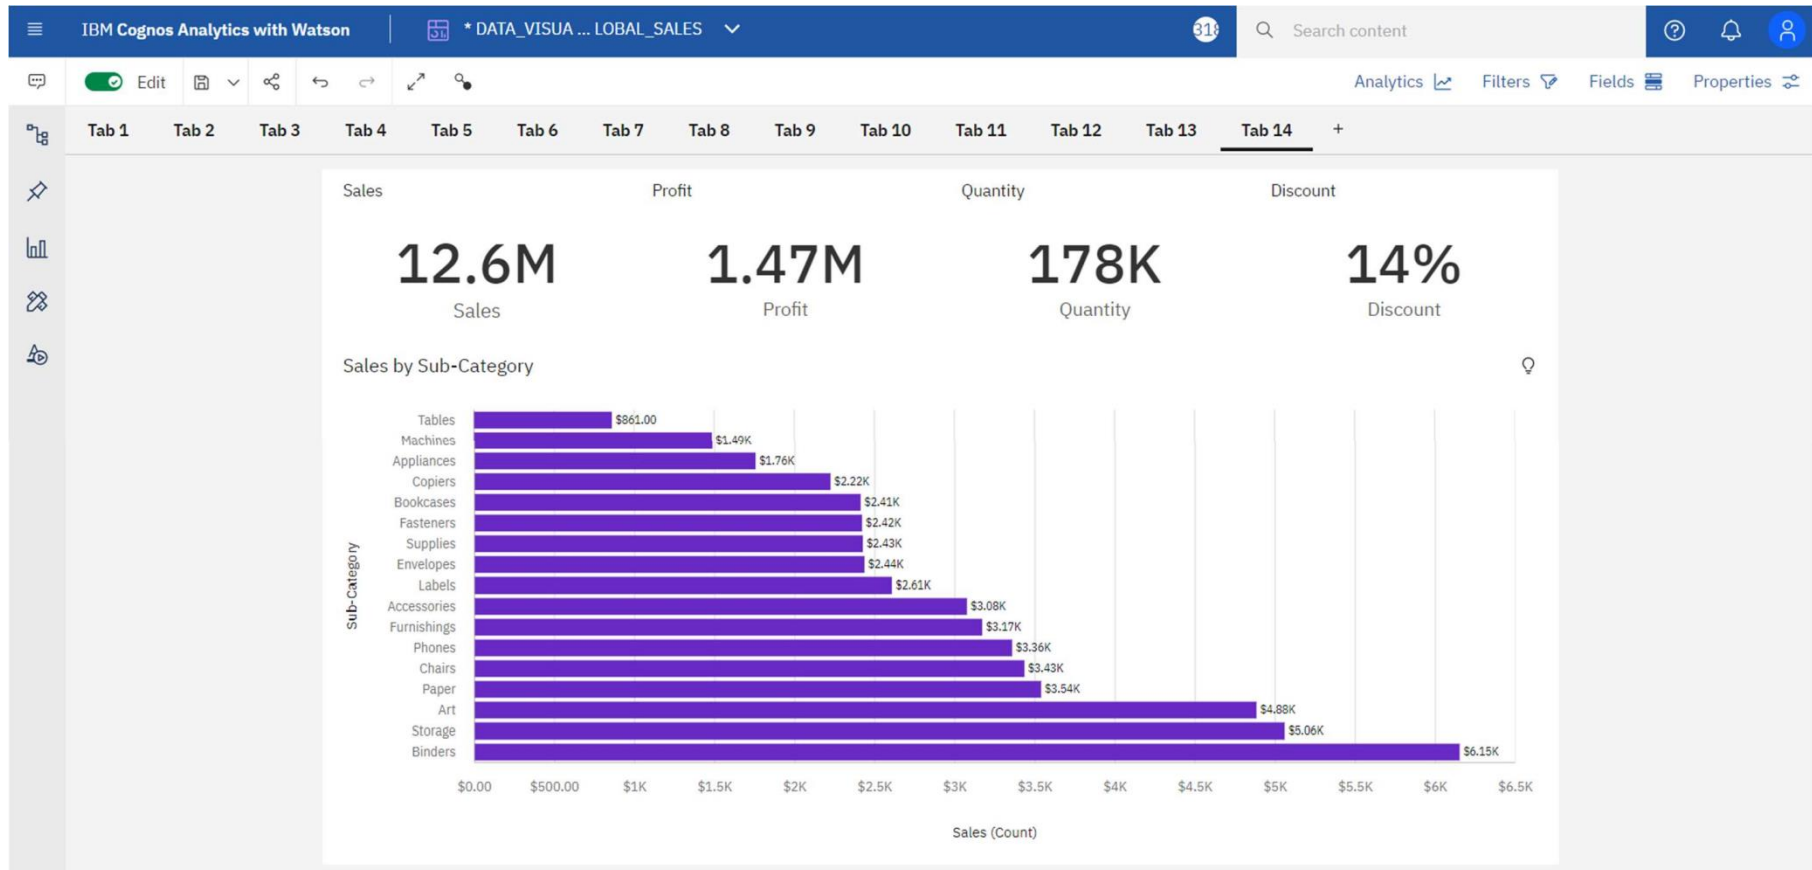 IBM Cognos Analytics with Watson
* DATA_VISUA ... LOBAL_SALES
318
Search content
Edit
Analytics
Filters
Fields
Properties
Tab 1 Tab 2 Tab 3 Tab 4 Tab 5 Tab 6 Tab 7 Tab 8 Tab 9 Tab 10 Tab 11 Tab 12 Tab 13 Tab 14 +
Sales Profit Quantity Discount
12.6M 1.47M 178K 14%
Sales Profit Quantity Discount
Sales by Sub-Category
Sub-Category
Tables $861.00
Machines $1.49K
Appliances $1.76K
Copiers $2.22K
Bookcases $2.41K
Fasteners $2.42K
Supplies $2.43K
Envelopes $2.44K
Labels $2.61K
Accessories $3.08K
Furnishings $3.17K
Phones $3.36K
Chairs $3.43K
Paper $3.54K
Art $4.88K
Storage $5.06K
Binders $6.15K
$0.00 $500.00 $1K $1.5K $2K $2.5K $3K $3.5K $4K $4.5K $5K $5.5K $6K $6.5K
Sales (Count)